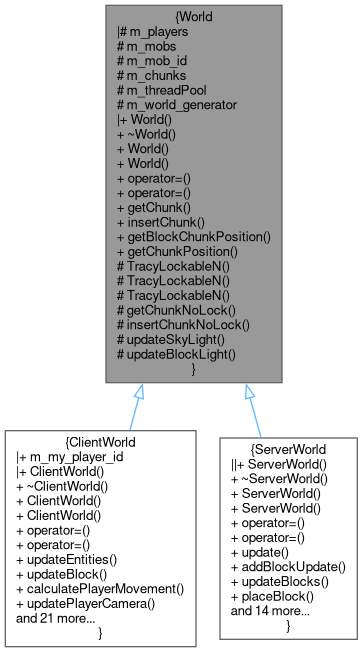 {World
|# m_players
# m_mobs
# m_mob_id
# m_chunks
# m_threadPool
# m_world_generator
|+ World()
+ ~World()
+ World()
+ World()
+ operator=()
+ operator=()
+ getChunk()
+ insertChunk()
+ getBlockChunkPosition()
+ getChunkPosition()
# TracyLockableN()
# TracyLockableN()
# TracyLockableN()
# getChunkNoLock()
# insertChunkNoLock()
# updateSkyLight()
# updateBlockLight()
}
{ClientWorld
|+ m_my_player_id
|+ ClientWorld()
+ ~ClientWorld()
+ ClientWorld()
+ ClientWorld()
+ operator=()
+ operator=()
+ updateEntities()
+ updateBlock()
+ calculatePlayerMovement()
+ updatePlayerCamera()
and 21 more...
}
{ServerWorld
||+ ServerWorld()
+ ~ServerWorld()
+ ServerWorld()
+ ServerWorld()
+ operator=()
+ operator=()
+ update()
+ addBlockUpdate()
+ updateBlocks()
+ placeBlock()
and 14 more...
}